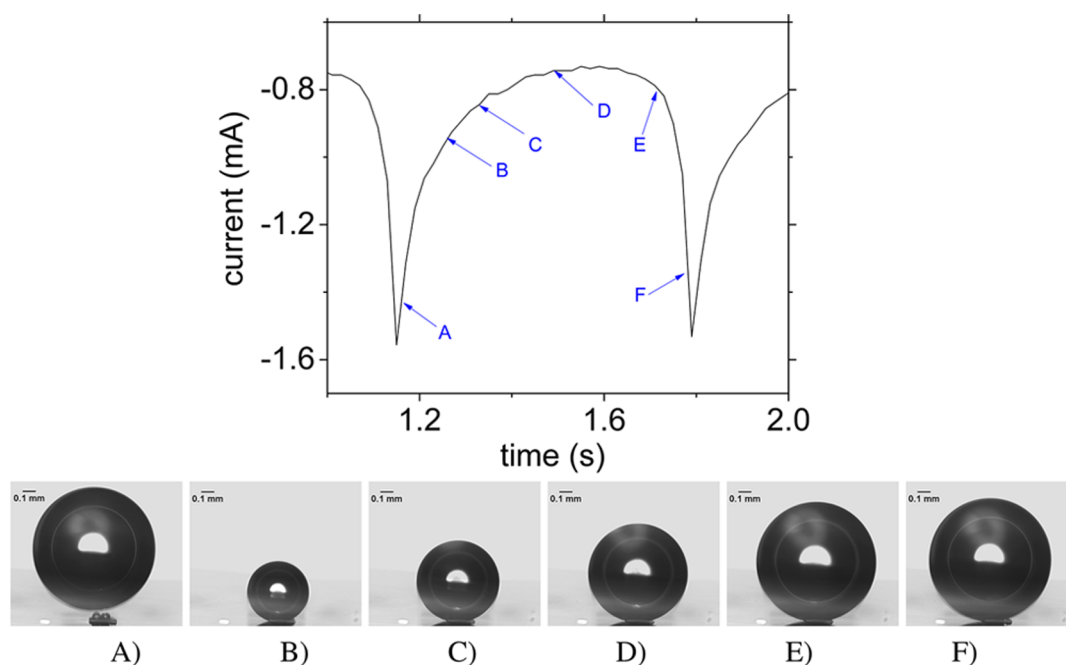 -0.8
-1.2
-1.6
current (mA)
A
B
C
D
E
F
1.2 1.6 2.0
time (s)
0.1 mm 0.1 mm 0.1 mm 0.1 mm 0.1 mm 0.1 mm
A) B) C) D) E) F)